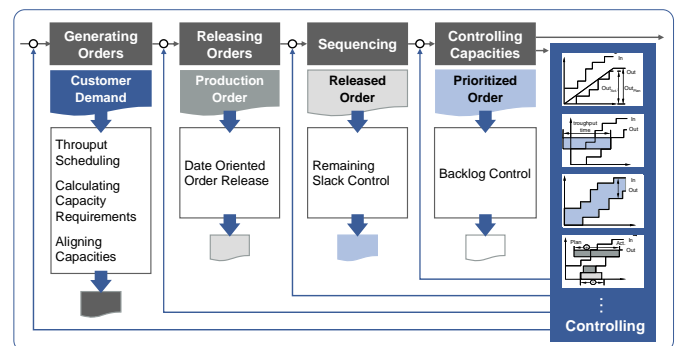 Generating
Orders
Releasing
Orders
Sequencing
Controlling
Capacities
Customer
Demand
Production
Order
Released
Order
Prioritized
Order
Throuput
Scheduling
Calculating
Capacity
Requirements
Aligning
Capacities
Date Oriented
Order Release
Remaining
Slack Control
Backlog Control
In
Out
OutPlan
troughput
time
In
Out
In
Out
Plan
Act.
In
Out
Controlling